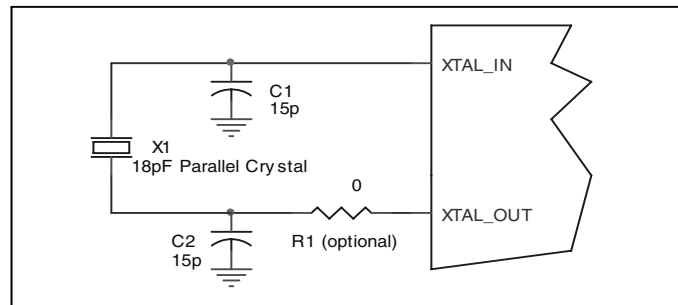 XTAL_IN
C1
15p
X1
18pF Parallel Crystal
0
XTAL_OUT
C2
15p
R1 (optional)